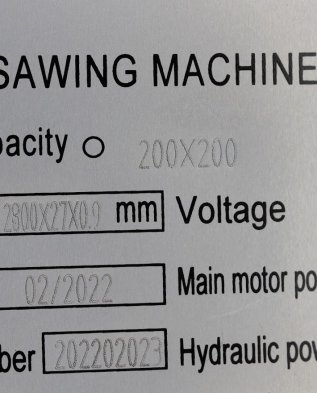 SAWING MACHINE
pacity O 200X200
2800X27X0.9 mm Voltage
02/2022 Main motor po
ber 202202023 Hydraulic pow